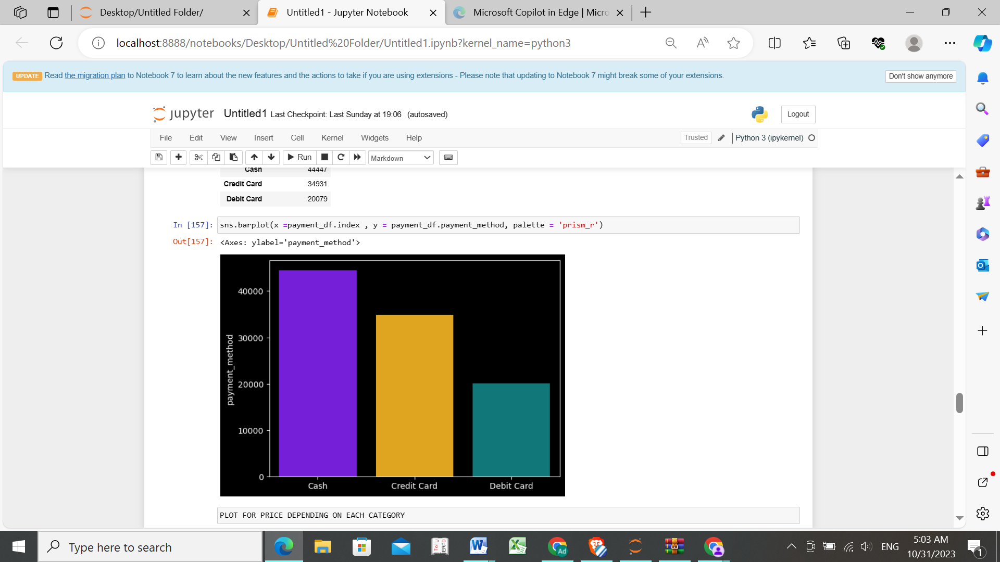 Desktop/Untitled Folder/
Untitled1 - Jupyter Notebook
Microsoft Copilot in Edge | Micro
localhost:8888/notebooks/Desktop/Untitled%20Folder/Untitled1.ipynb?kernel_name=python3
UPDATE Read the migration plan to Notebook 7 to learn about the new features and the actions to take if you are using extensions - Please note that updating to Notebook 7 might break some of your extensions.
Don't show anymore
jupyter Untitled1 Last Checkpoint: Last Sunday at 19:06 (autosaved)
Logout
File Edit View Insert Cell Kernel Widgets Help
Trusted Python 3 (ipykernel)
Run Markdown
Cash 44447
Credit Card 34931
Debit Card 20079
In [157]: sns.barplot(x =payment_df.index , y = payment_df.payment_method, palette = 'prism_r')
Out[157]: <Axes: ylabel='payment_method'>
payment_method
40000
30000
20000
10000
0
Cash Credit Card Debit Card
PLOT FOR PRICE DEPENDING ON EACH CATEGORY
Type here to search
Tally
ERP9
Ad
ENG
5:03 AM
10/31/2023
1